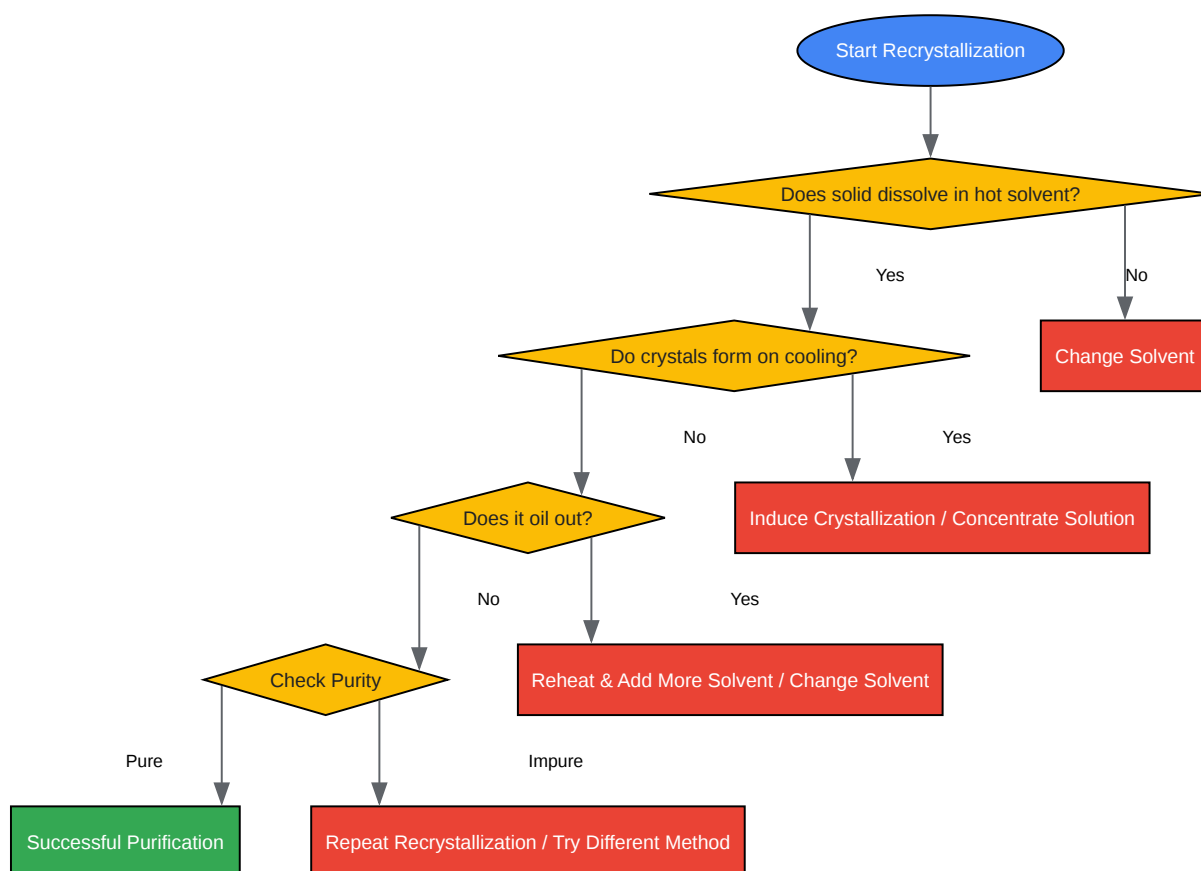 Start Recrystallization
Does solid dissolve in hot solvent?
Yes
No
Do crystals form on cooling?
Change Solvent
No
Yes
Does it oil out?
Induce Crystallization / Concentrate Solution
No
Yes
Check Purity
Reheat & Add More Solvent / Change Solvent
Pure
Impure
Successful Purification
Repeat Recrystallization / Try Different Method